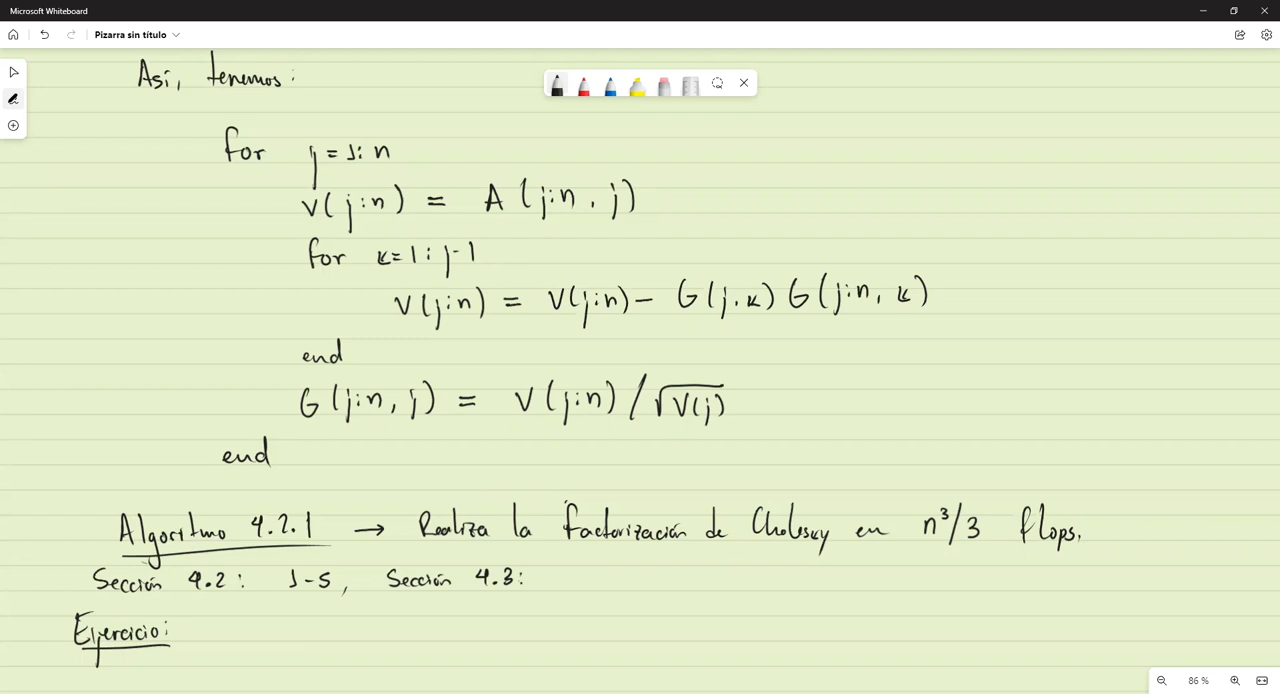 Microsoft Whiteboard
Pizarra sin título
Así, tenemos:
for j = 1:n
v(j:n) = A(j:n, j)
for k=1:j-1
v(j:n) = v(j:n) - G(j,k) G(j:n, k)
end
G(j:n, j) = v(j:n)/√v(j)
end
Algoritmo 4.2.1 → Realiza la factorización de Cholesky en n³/3 flops.
Sección 4.2: 1-5, Sección 4.3:
Ejercicio:
86 %